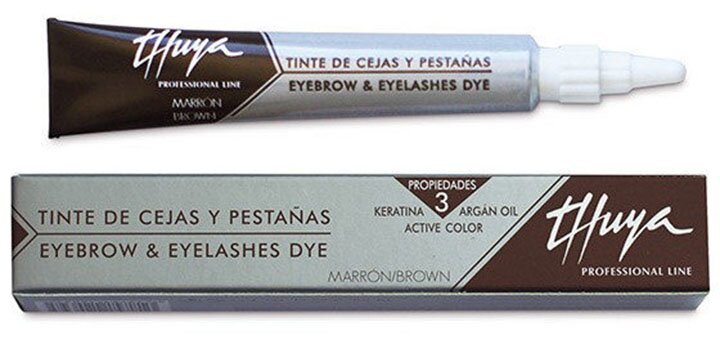 thuya
PROFESSIONAL LINE
MARRÓN
BROWN
TINTE DE CEJAS Y PESTAÑAS
EYEBROW & EYELASHES DYE
TINTE DE CEJAS Y PESTAÑAS
EYEBROW & EYELASHES DYE
PROPIEDADES
3
KERATINA ARGÁN OIL
ACTIVE COLOR
MARRÓN/BROWN
thuya
PROFESSIONAL LINE